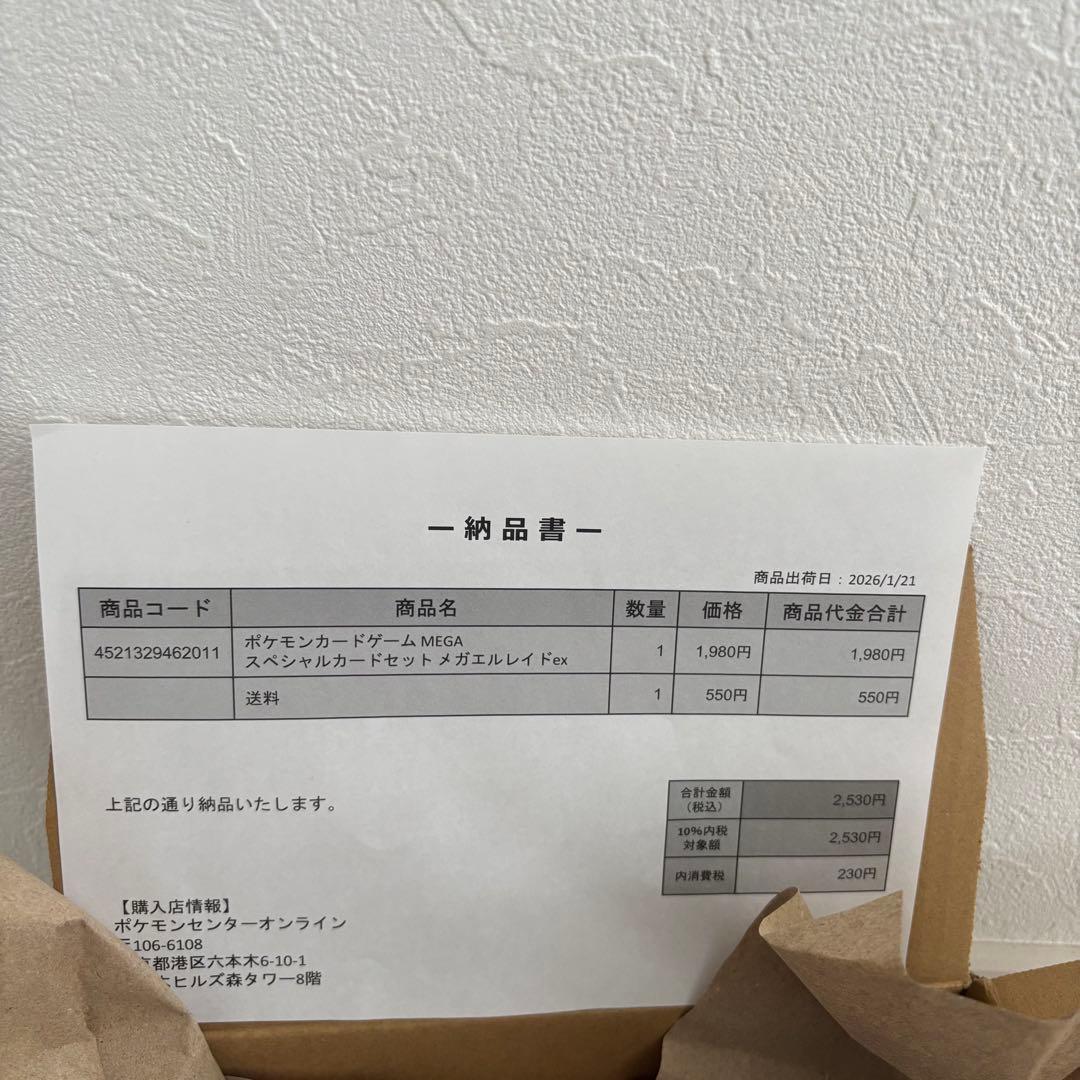 ー納品書ー
商品出荷日：2026/1/21
商品コード 商品名 数量 価格 商品代金合計
4521329462011 ポケモンカードゲーム MEGA
スペシャルカードセット メガエルレイドex 1 1,980円 1,980円
送料 1 550円 550円
上記の通り納品いたします。
合計金額
（税込） 2,530円
10%内税
対象額 2,530円
内消費税 230円
【購入店情報】
ポケモンセンターオンライン
〒106-6108
京都港区六本木6-10-1
ヒルズ森タワー8階